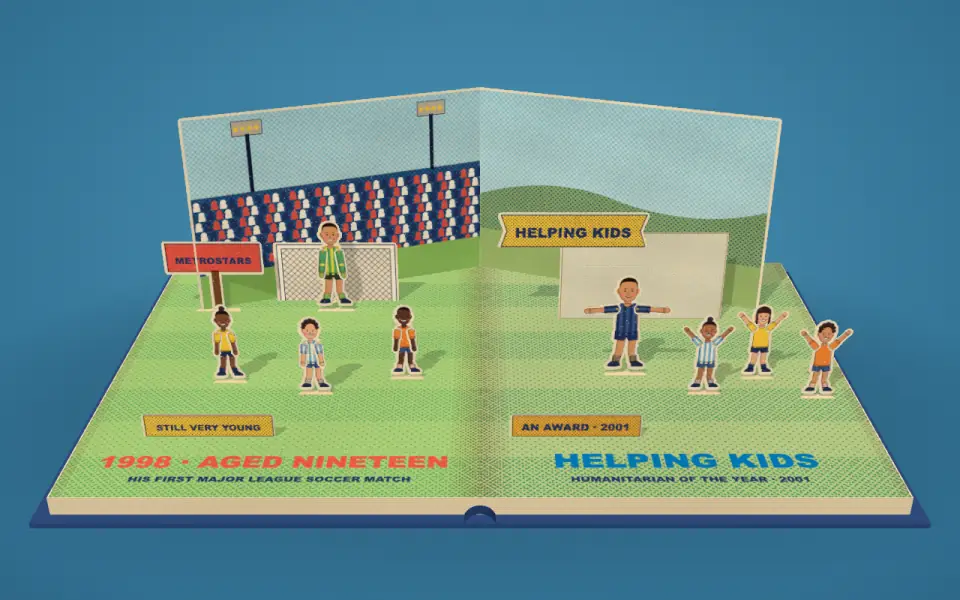 METROSTARS
STILL VERY YOUNG
1998 · AGED NINETEEN
HIS FIRST MAJOR LEAGUE SOCCER MATCH
HELPING KIDS
AN AWARD · 2001
HELPING KIDS
HUMANITARIAN OF THE YEAR · 2001